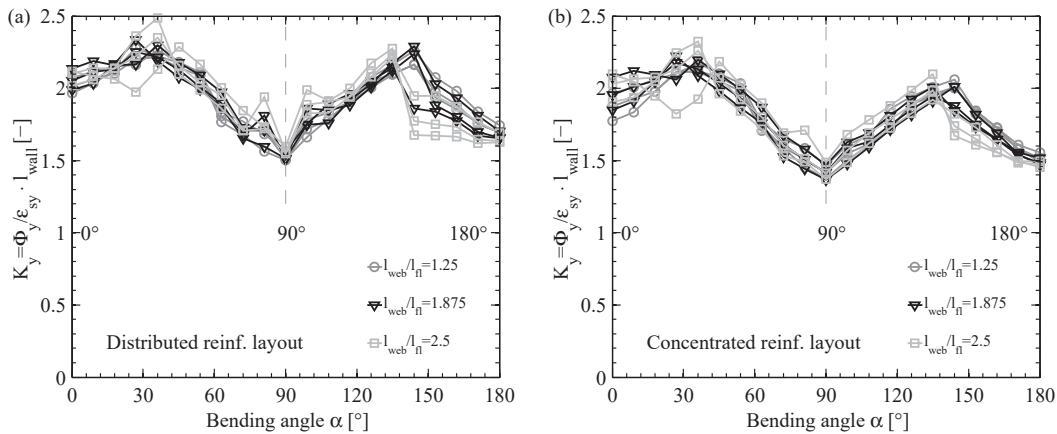 (a)
K_y=Φ_y/ε_sy · l_wall [−]
2.5
2
1.5
1
0.5
0
0°
90°
180°
l_web/l_fl=1.25
l_web/l_fl=1.875
l_web/l_fl=2.5
Distributed reinf. layout
0 30 60 90 120 150 180
Bending angle α [°]
(b)
K_y=Φ_y/ε_sy · l_wall [−]
2.5
2
1.5
1
0.5
0
0°
90°
180°
l_web/l_fl=1.25
l_web/l_fl=1.875
l_web/l_fl=2.5
Concentrated reinf. layout
0 30 60 90 120 150 180
Bending angle α [°]